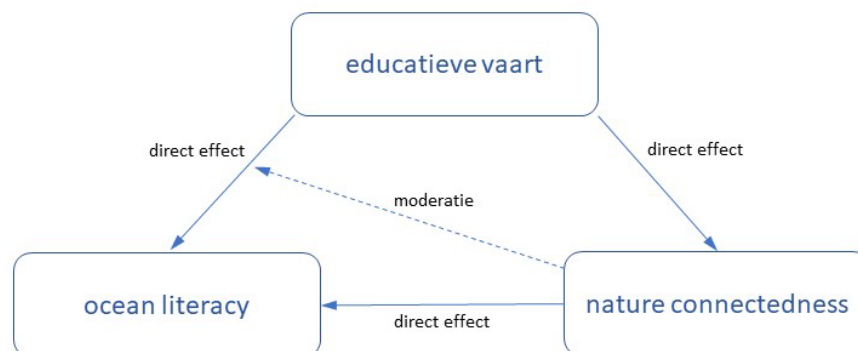 educatieve vaart
direct effect
direct effect
moderatie
ocean literacy
nature connectedness
direct effect